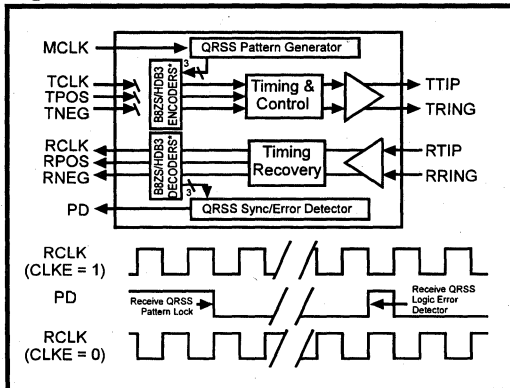 MCLK
QRSS Pattern Generator
3
TCLK
TPOS
TNEG
B8ZS/HDB3
ENCODERS*
Timing &
Control
TTIP
TRING
RCLK
RPOS
RNEG
B8ZS/HDB3
DECODERS*
Timing
Recovery
RTIP
RRING
3
PD
QRSS Sync/Error Detector
RCLK
(CLKE = 1)
PD
Receive QRSS
Pattern Lock
Receive QRSS
Logic Error
Detector
RCLK
(CLKE = 0)